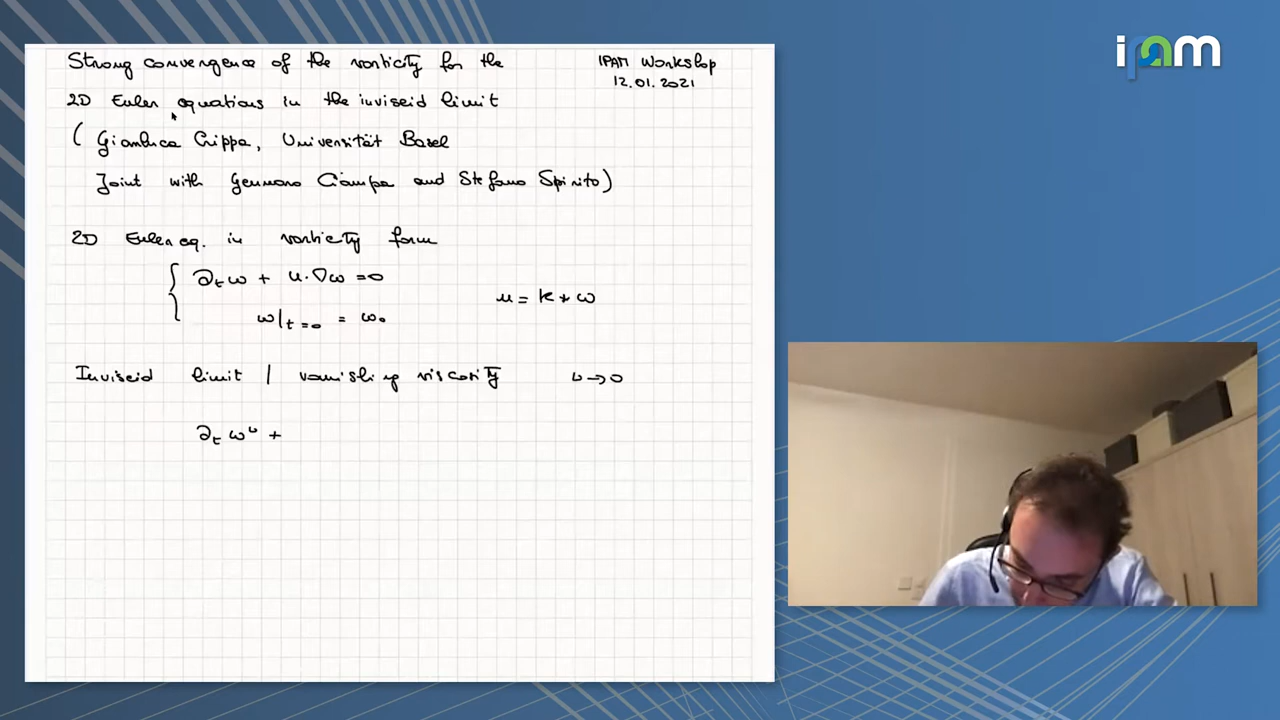 Strong convergence of the vorticity for the
IPAM Workshop
12.01.2021
2D Euler equations in the inviscid limit
(Gianluca Crippa, Universität Basel
Joint with Gennaro Ciampa and Stefano Spirito)
2D Euler eq. in vorticity form
∂ₜω + u·∇ω = 0
u = K * ω
ω|ₜ₌₀ = ω₀
Inviscid limit / vanishing viscosity ν → 0
∂ₜ ω^ν +
ipam